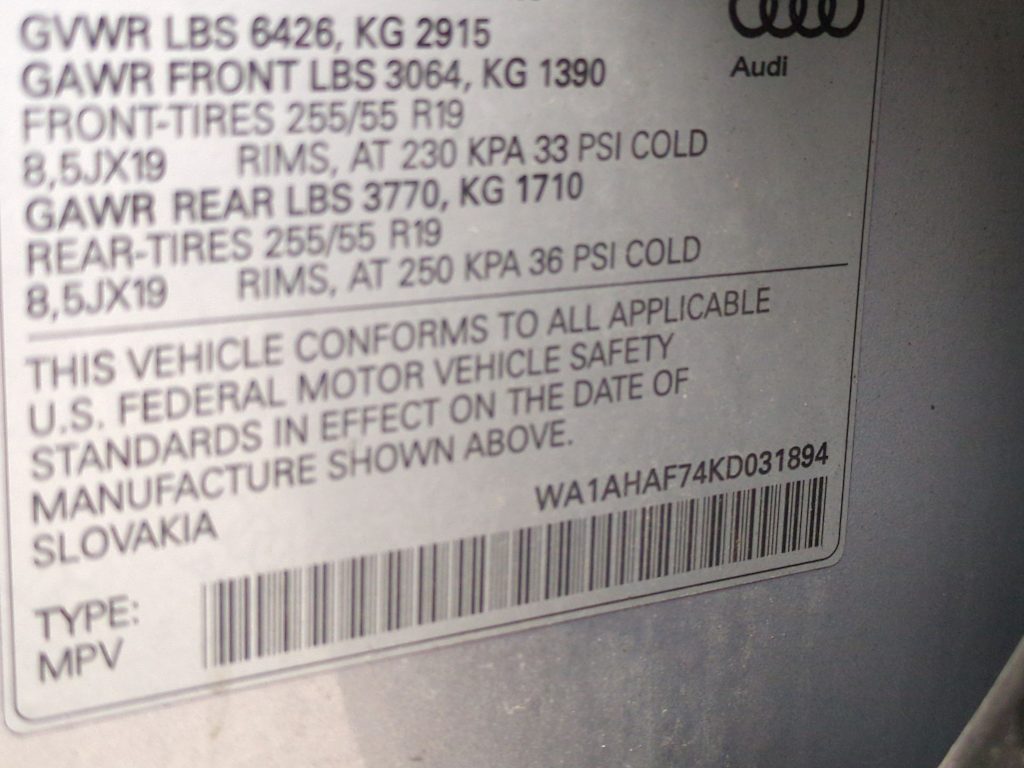 GVWR LBS 6426, KG 2915
Audi
GAWR FRONT LBS 3064, KG 1390
FRONT-TIRES 255/55 R19
8,5JX19 RIMS, AT 230 KPA 33 PSI COLD
GAWR REAR LBS 3770, KG 1710
REAR-TIRES 255/55 R19
8,5JX19 RIMS, AT 250 KPA 36 PSI COLD
THIS VEHICLE CONFORMS TO ALL APPLICABLE
U.S. FEDERAL MOTOR VEHICLE SAFETY
STANDARDS IN EFFECT ON THE DATE OF
MANUFACTURE SHOWN ABOVE.
SLOVAKIA
WA1AHAF74KD031894
TYPE:
MPV